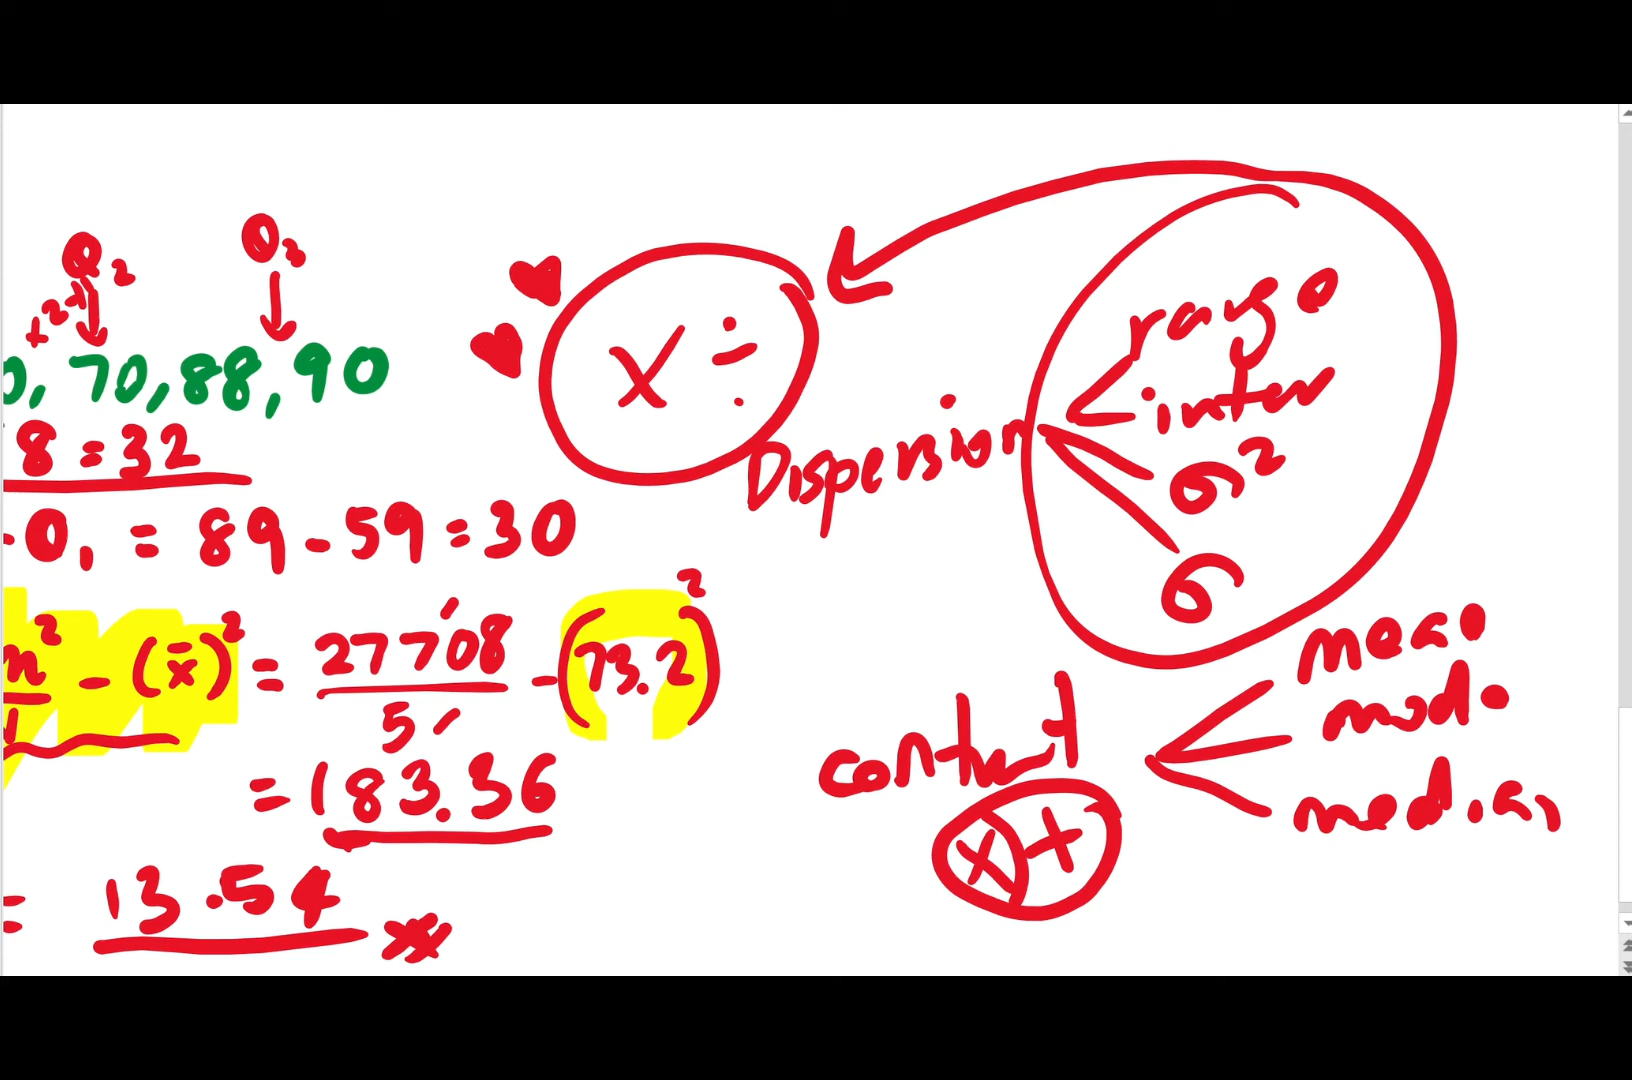 Q2 Q3
0, 70, 88, 90
8 = 32
- Q1 = 89 - 59 = 30
x ÷
Dispersion
range
inter
σ²
σ
x² - (x̄)² = 27708 / 5 - (73.2)²
= 183.36
= 13.54
mean
mode
median
x +